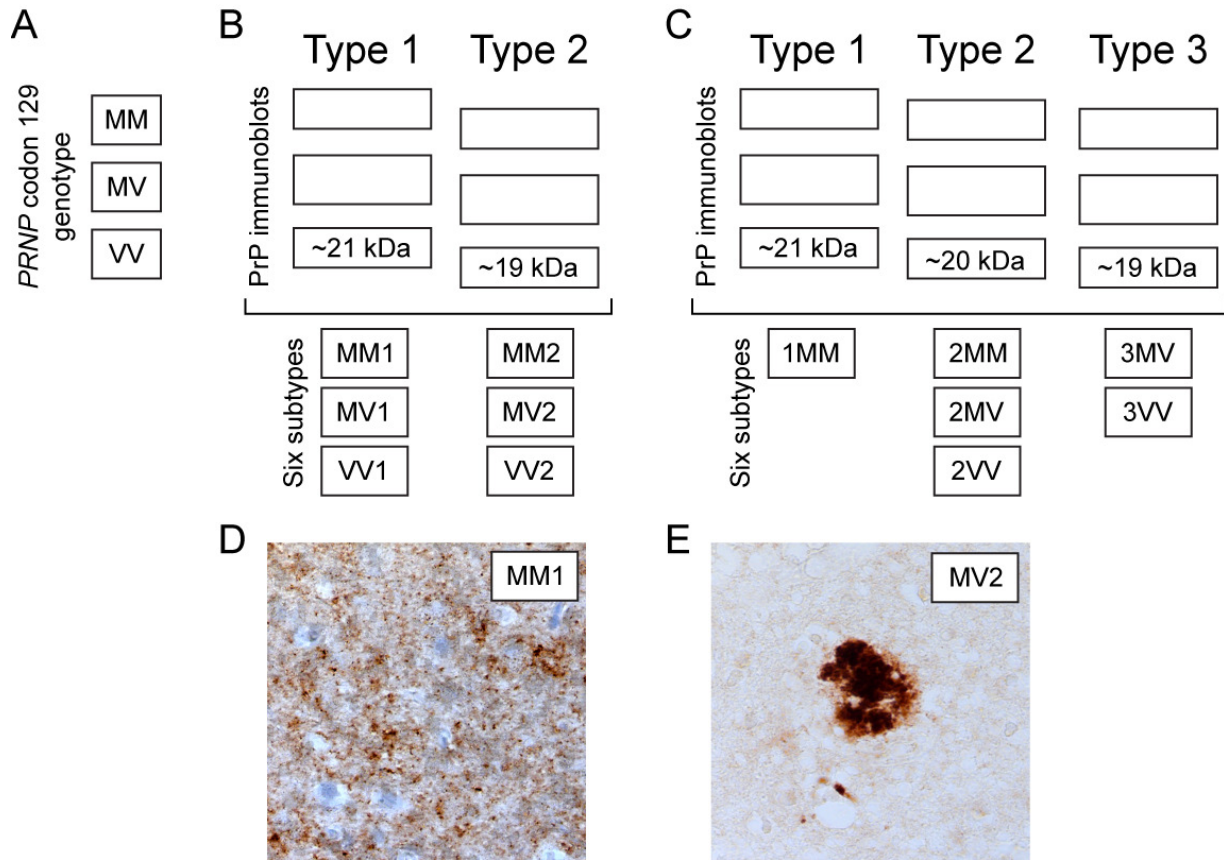 A
PRNP codon 129
genotype
MM
MV
VV
B
Type 1 Type 2
PrP immunoblots
~21 kDa
~19 kDa
Six subtypes
MM1 MM2
MV1 MV2
VV1 VV2
C
Type 1 Type 2 Type 3
PrP immunoblots
~21 kDa
~20 kDa
~19 kDa
Six subtypes
1MM 2MM 3MV
2MV 3VV
2VV
D
MM1
E
MV2